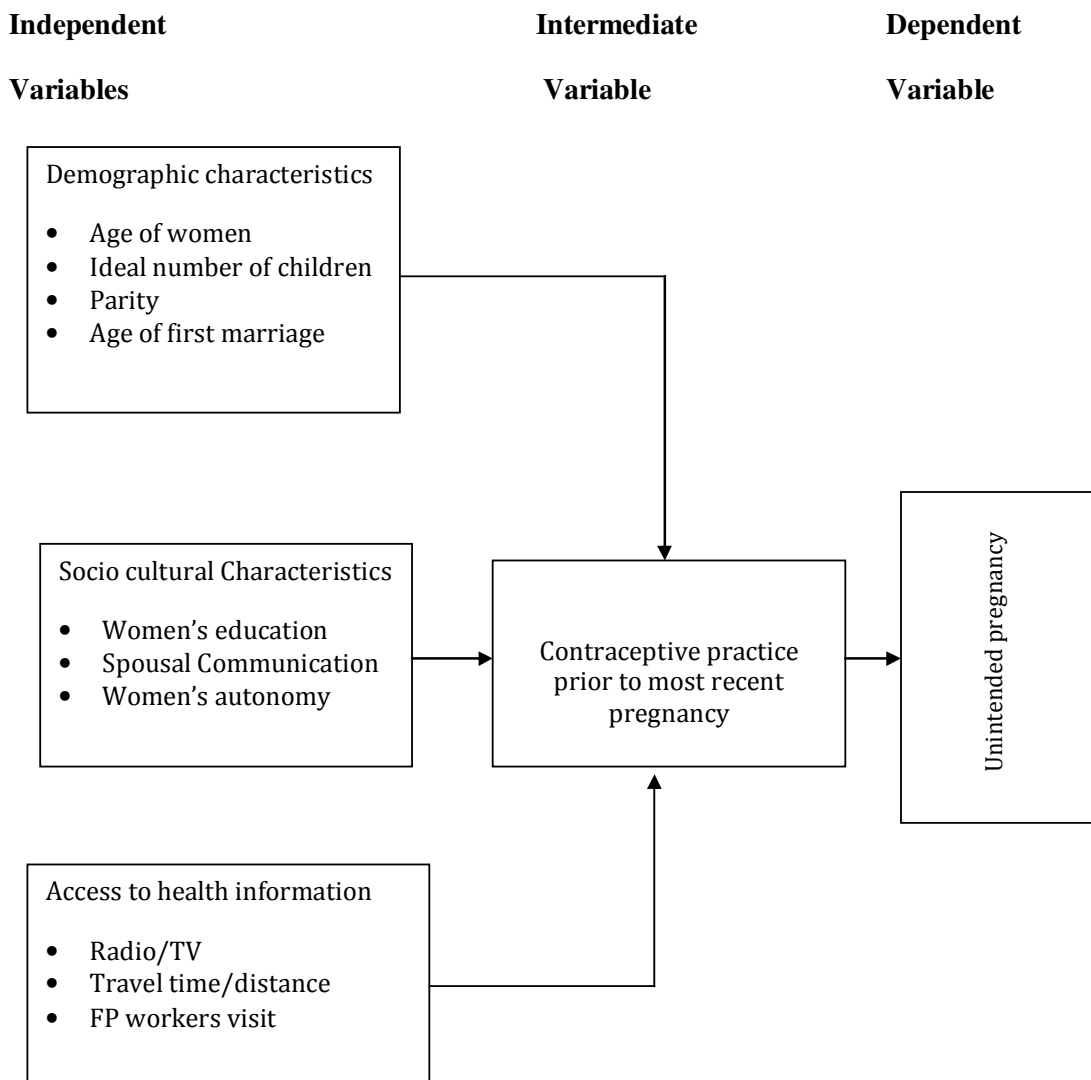 Independent
Variables
Intermediate
Variable
Dependent
Variable
Demographic characteristics
• Age of women
• Ideal number of children
• Parity
• Age of first marriage
Socio cultural Characteristics
• Women’s education
• Spousal Communication
• Women’s autonomy
Access to health information
• Radio/TV
• Travel time/distance
• FP workers visit
Contraceptive practice
prior to most recent
pregnancy
Unintended pregnancy